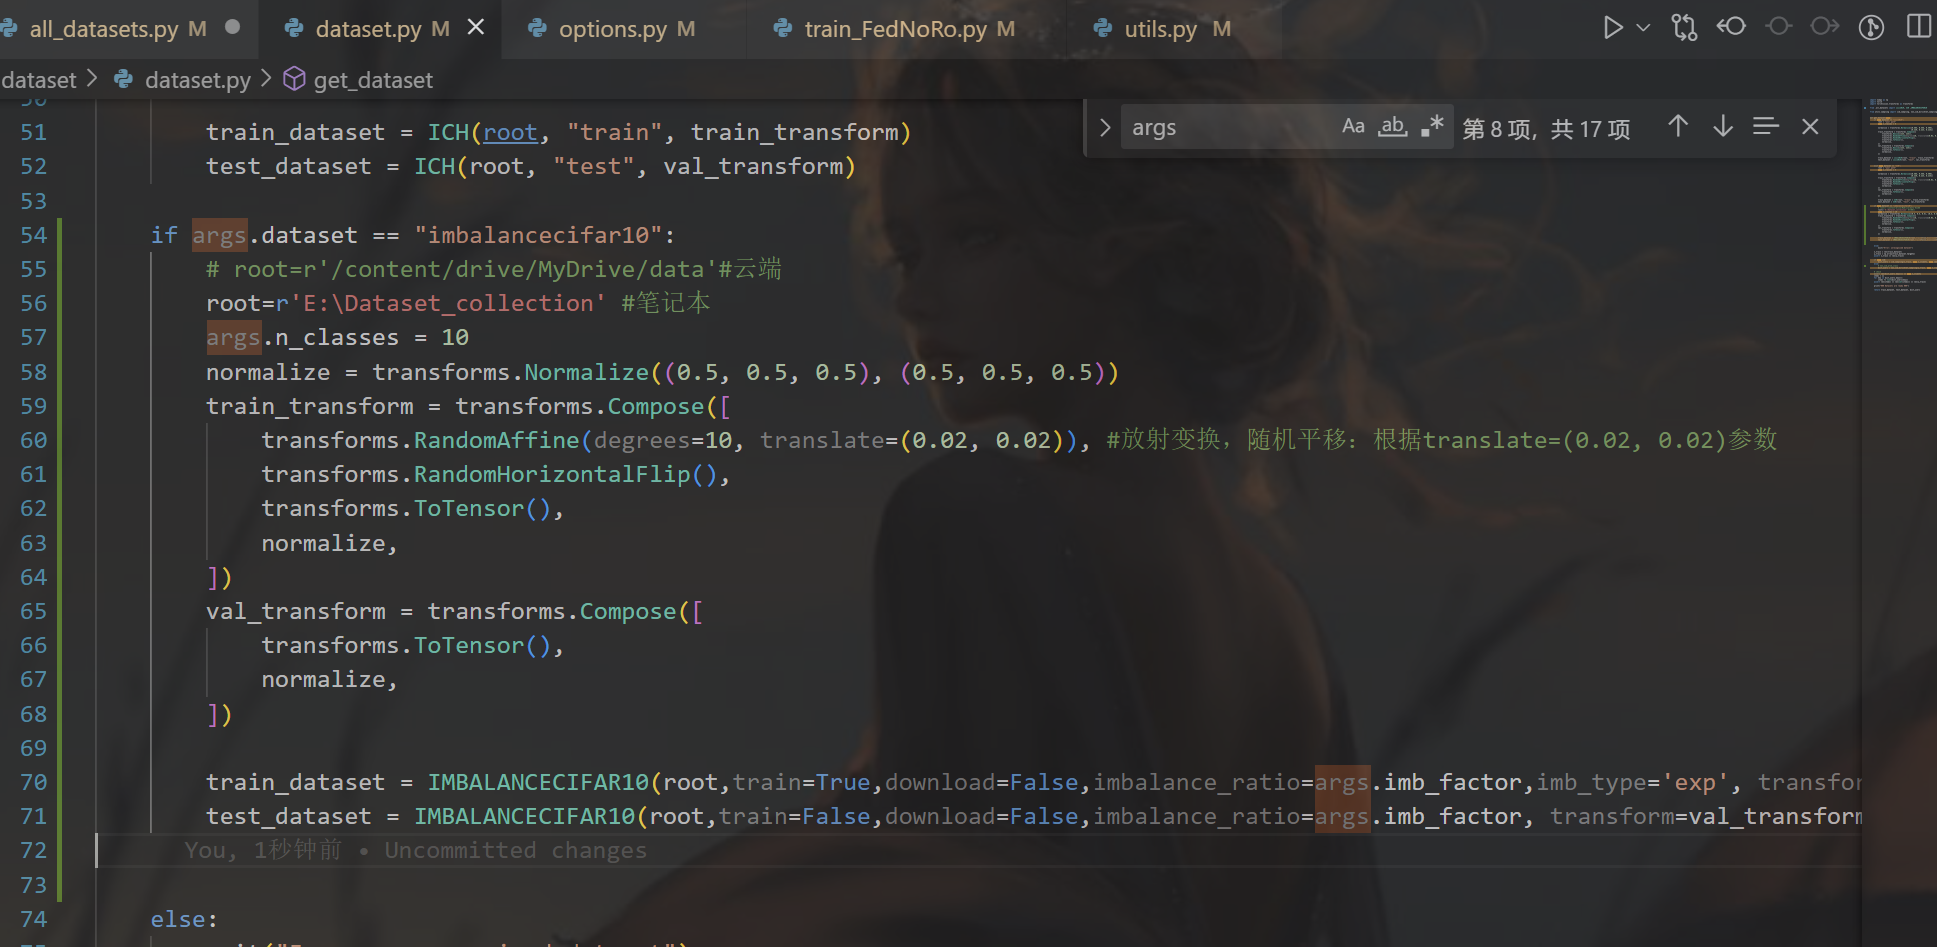 all_datasets.py M
dataset.py M
options.py M
train_FedNoRo.py M
utils.py M
dataset > dataset.py > get_dataset
args
Aa ab .* 第 8 项，共 17 项
51 train_dataset = ICH(root, "train", train_transform)
52 test_dataset = ICH(root, "test", val_transform)
53
54 if args.dataset == "imbalancecifar10":
55 # root=r'/content/drive/MyDrive/data'#云端
56 root=r'E:\Dataset_collection' #笔记本
57 args.n_classes = 10
58 normalize = transforms.Normalize((0.5, 0.5, 0.5), (0.5, 0.5, 0.5))
59 train_transform = transforms.Compose([
60 transforms.RandomAffine(degrees=10, translate=(0.02, 0.02)), #放射变换，随机平移：根据translate=(0.02, 0.02)参数
61 transforms.RandomHorizontalFlip(),
62 transforms.ToTensor(),
63 normalize,
64 ])
65 val_transform = transforms.Compose([
66 transforms.ToTensor(),
67 normalize,
68 ])
69
70 train_dataset = IMBALANCECIFAR10(root,train=True,download=False,imbalance_ratio=args.imb_factor,imb_type='exp', transfor
71 test_dataset = IMBALANCECIFAR10(root,train=False,download=False,imbalance_ratio=args.imb_factor, transform=val_transform
72 You, 1秒钟前 • Uncommitted changes
73
74 else: